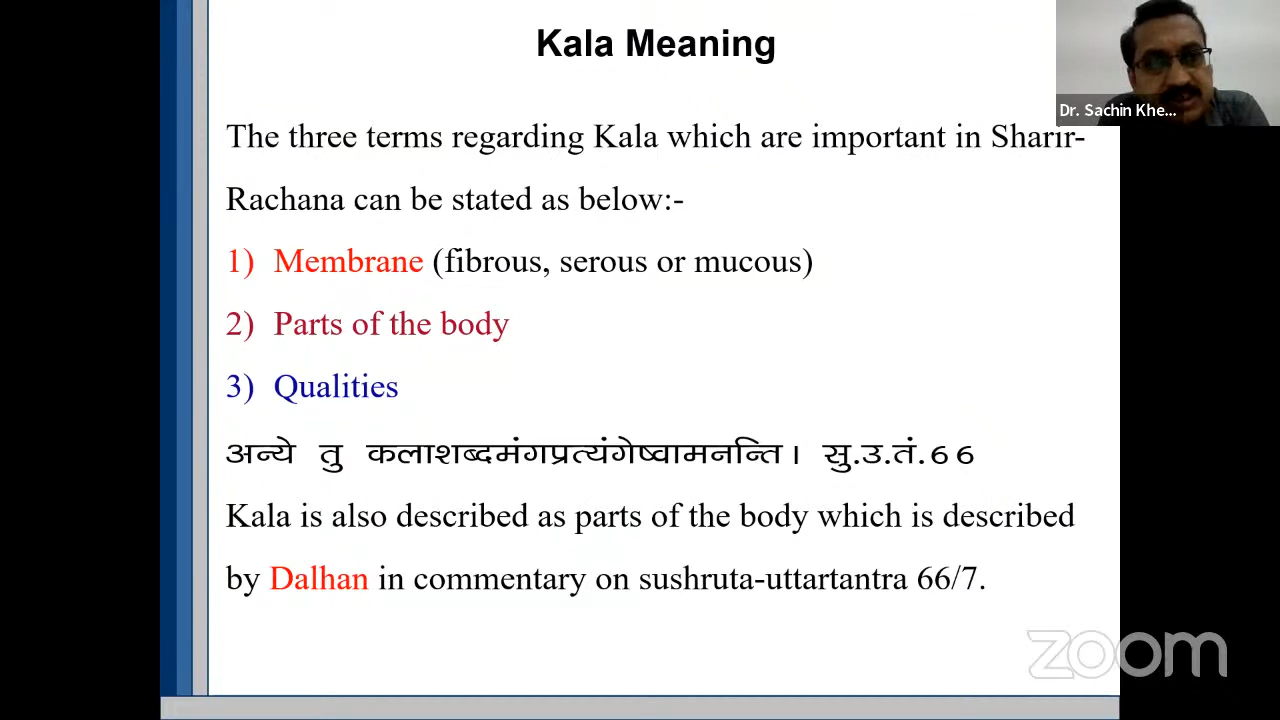 Kala Meaning
Dr. Sachin Khe...
The three terms regarding Kala which are important in Sharir-
Rachana can be stated as below:-
1) Membrane (fibrous, serous or mucous)
2) Parts of the body
3) Qualities
अन्ये तु कलाशब्दमंगप्रत्यंगेष्वामनन्ति। सु.उ.तं.६६
Kala is also described as parts of the body which is described
by Dalhan in commentary on sushruta-uttartantra 66/7.
zoom